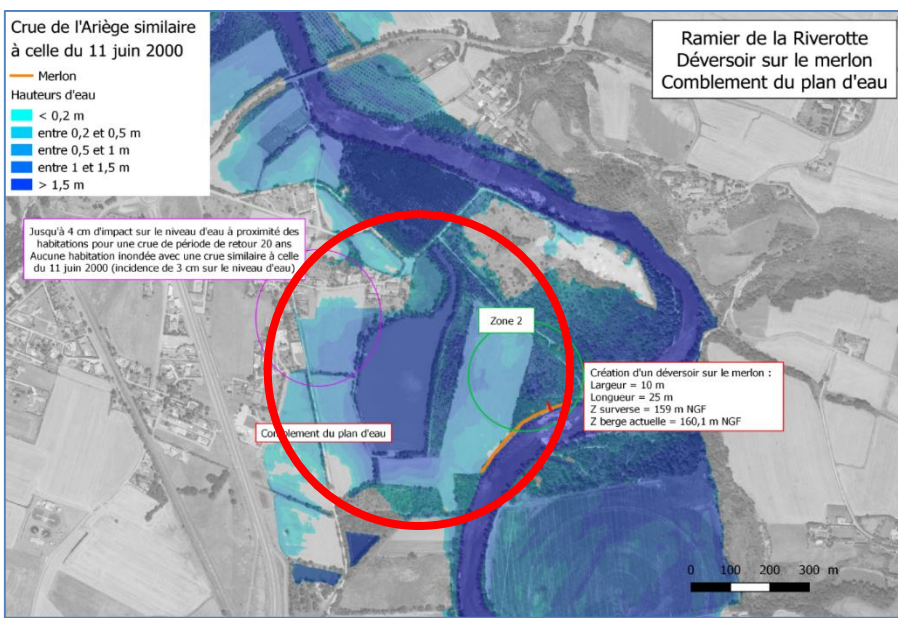 Crue de l'Ariège similaire
à celle du 11 juin 2000
Merlon
Hauteurs d'eau
< 0,2 m
entre 0,2 et 0,5 m
entre 0,5 et 1 m
entre 1 et 1,5 m
> 1,5 m
Ramier de la Riverotte
Déversoir sur le merlon
Comblement du plan d'eau
Jusqu'à 4 cm d'impact sur le niveau d'eau à proximité des
habitations pour une crue de période de retour 20 ans
Aucune habitation inondée avec une crue similaire à celle
du 11 juin 2000 (incidence de 3 cm sur le niveau d'eau)
Zone 2
Création d'un déversoir sur le merlon :
Largeur = 10 m
Longueur = 25 m
Z surverse = 159 m NGF
Z berge actuelle = 160,1 m NGF
Comblement du plan d'eau
0 100 200 300 m